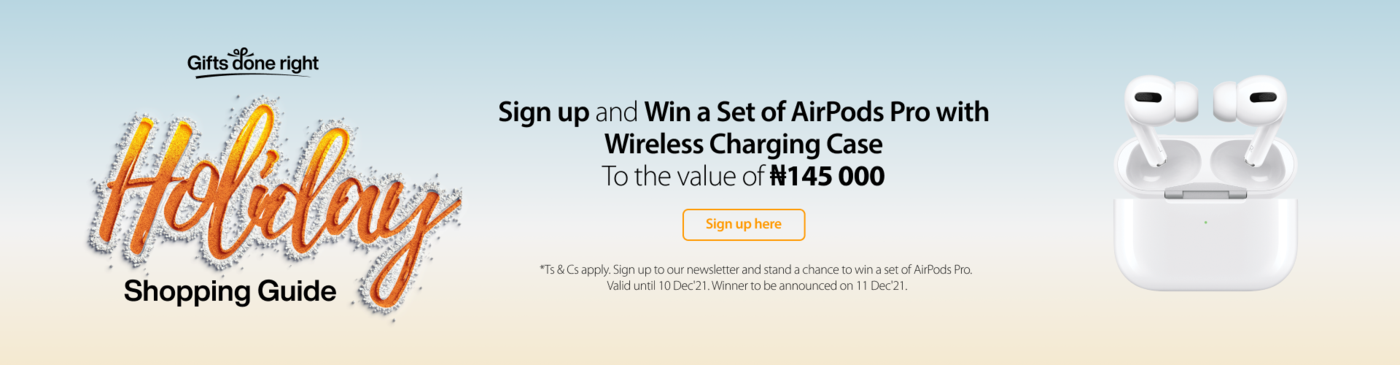 Gifts done right
Holiday
Shopping Guide
Sign up and Win a Set of AirPods Pro with
Wireless Charging Case
To the value of ₦145 000
Sign up here
*Ts & Cs apply. Sign up to our newsletter and stand a chance to win a set of AirPods Pro.
Valid until 10 Dec'21. Winner to be announced on 11 Dec'21.